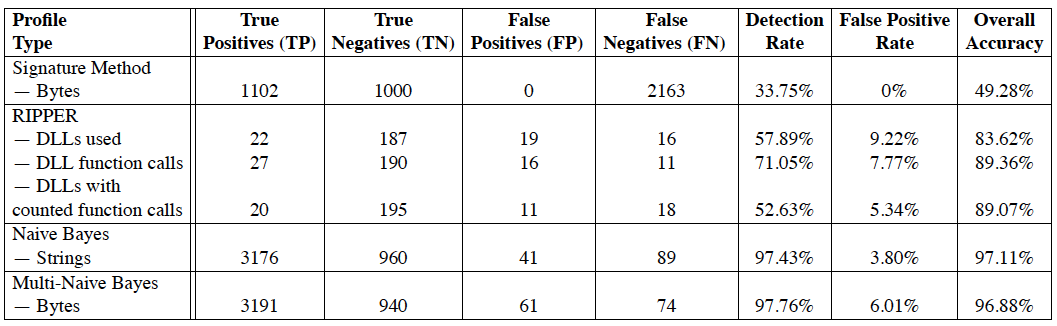 Profile Type True Positives (TP) True Negatives (TN) False Positives (FP) False Negatives (FN) Detection Rate False Positive Rate Overall Accuracy
Signature Method
— Bytes 1102 1000 0 2163 33.75% 0% 49.28%
RIPPER
— DLLs used 22 187 19 16 57.89% 9.22% 83.62%
— DLL function calls 27 190 16 11 71.05% 7.77% 89.36%
— DLLs with
counted function calls 20 195 11 18 52.63% 5.34% 89.07%
Naive Bayes
— Strings 3176 960 41 89 97.43% 3.80% 97.11%
Multi-Naive Bayes
— Bytes 3191 940 61 74 97.76% 6.01% 96.88%